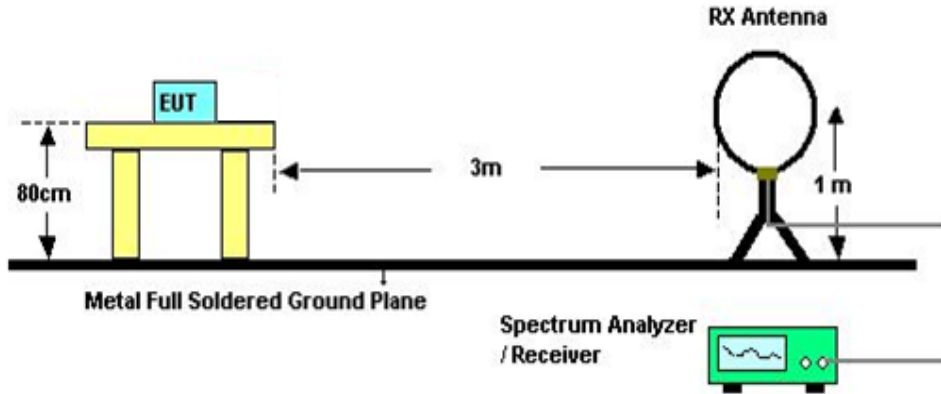 RX Antenna
EUT
3m
80cm
1 m
Metal Full Soldered Ground Plane
Spectrum Analyzer
/ Receiver